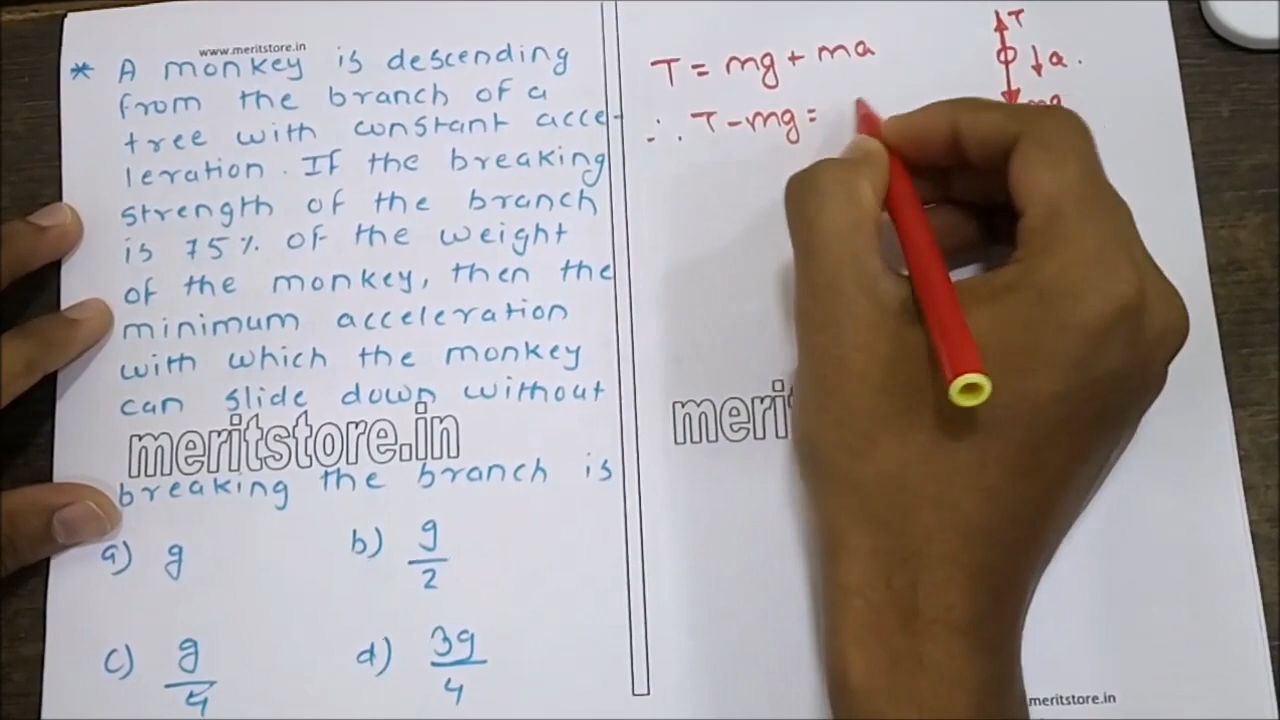 www.meritstore.in
* A monkey is descending
from the branch of a
tree with constant acce-
leration. If the breaking
strength of the branch
is 75% of the weight
of the monkey, then the
minimum acceleration
with which the monkey
can slide down without
meritstore.in
breaking the branch is
a) g b) g/2
c) g/4 d) 3g/4
T = mg + ma
∴ T - mg =
T
↓a.
mg
meri
meritstore.in